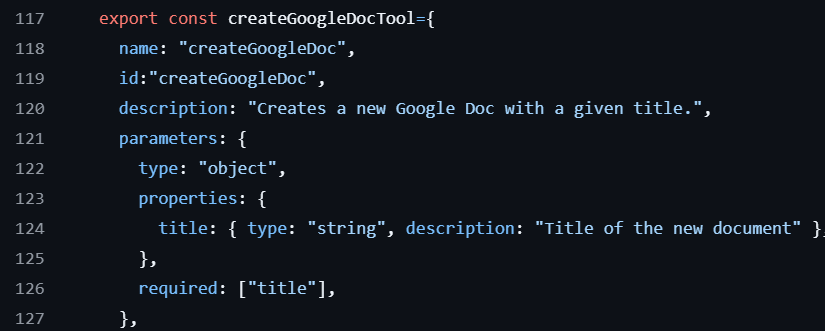 117 export const createGoogleDocTool={
118 name: "createGoogleDoc",
119 id:"createGoogleDoc",
120 description: "Creates a new Google Doc with a given title.",
121 parameters: {
122 type: "object",
123 properties: {
124 title: { type: "string", description: "Title of the new document" },
125 },
126 required: ["title"],
127 },